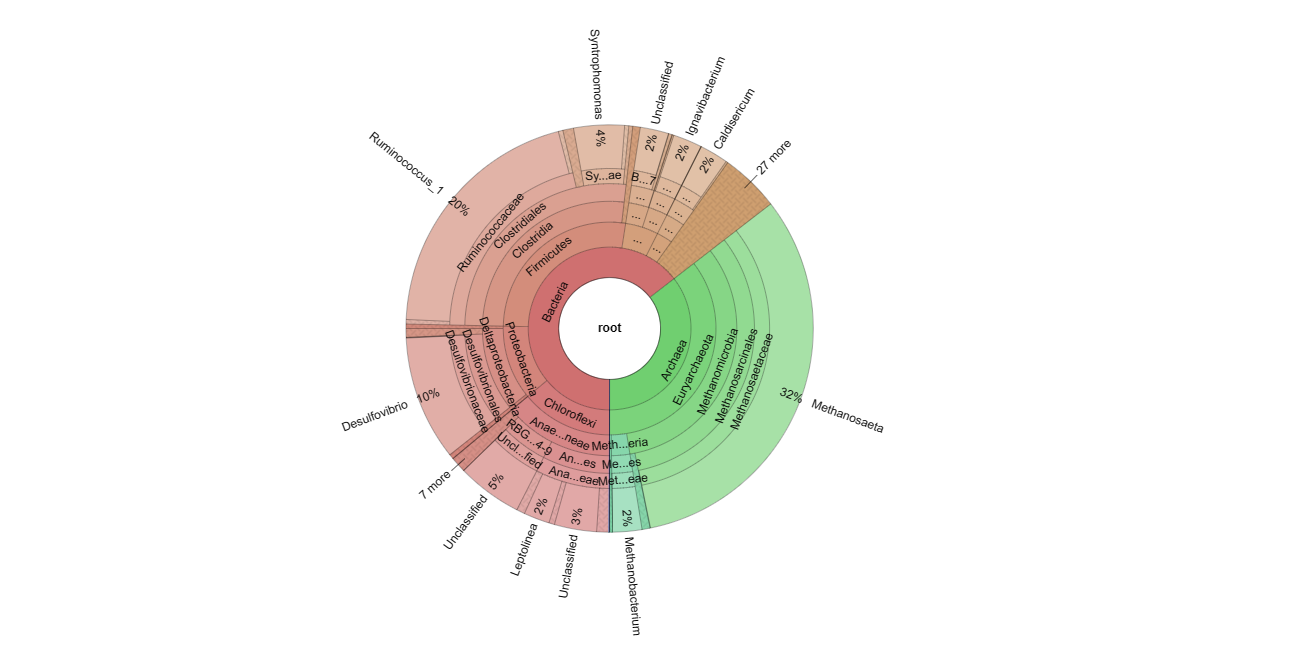 Syntrophomonas
4%
Unclassified
2%
Ignavibacterium
2%
Caldisericum
2%
27 more
Ruminococcus_1
20%
Sy...ae
B...7
...
...
...
...
...
...
...
...
...
...
Ruminococcaceae
Clostridiales
Clostridia
Firmicutes
Bacteria
root
Archaea
Euryarchaeota
Methanomicrobia
Methanosarcinales
Methanosaetaceae
32%
Methanosaeta
Proteobacteria
Deltaproteobacteria
Desulfovibrionales
Desulfovibrionaceae
10%
Desulfovibrio
7 more
Chloroflexi
Anae...neae
RBG...4-9
An...es
Uncl...fied
Ana...eae
Meth...eria
Me...es
Met...eae
5%
Unclassified
2%
Leptolinea
3%
Unclassified
2%
Methanobacterium